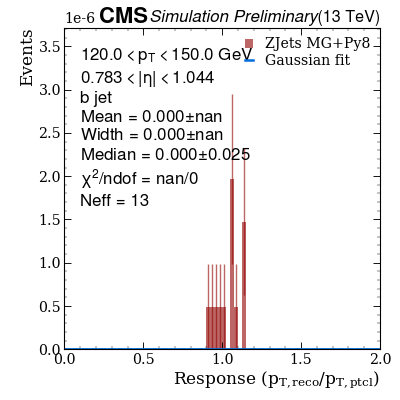 1e-6 CMS Simulation Preliminary (13 TeV)
Events
120.0 < pT < 150.0 GeV
0.783 < |η| < 1.044
b jet
Mean = 0.000±nan
Width = 0.000±nan
Median = 0.000±0.025
χ²/ndof = nan/0
Neff = 13
ZJets MG+Py8
Gaussian fit
3.5
3.0
2.5
2.0
1.5
1.0
0.5
0.0
0.0 0.5 1.0 1.5 2.0
Response (pT,reco/pT,ptcl)